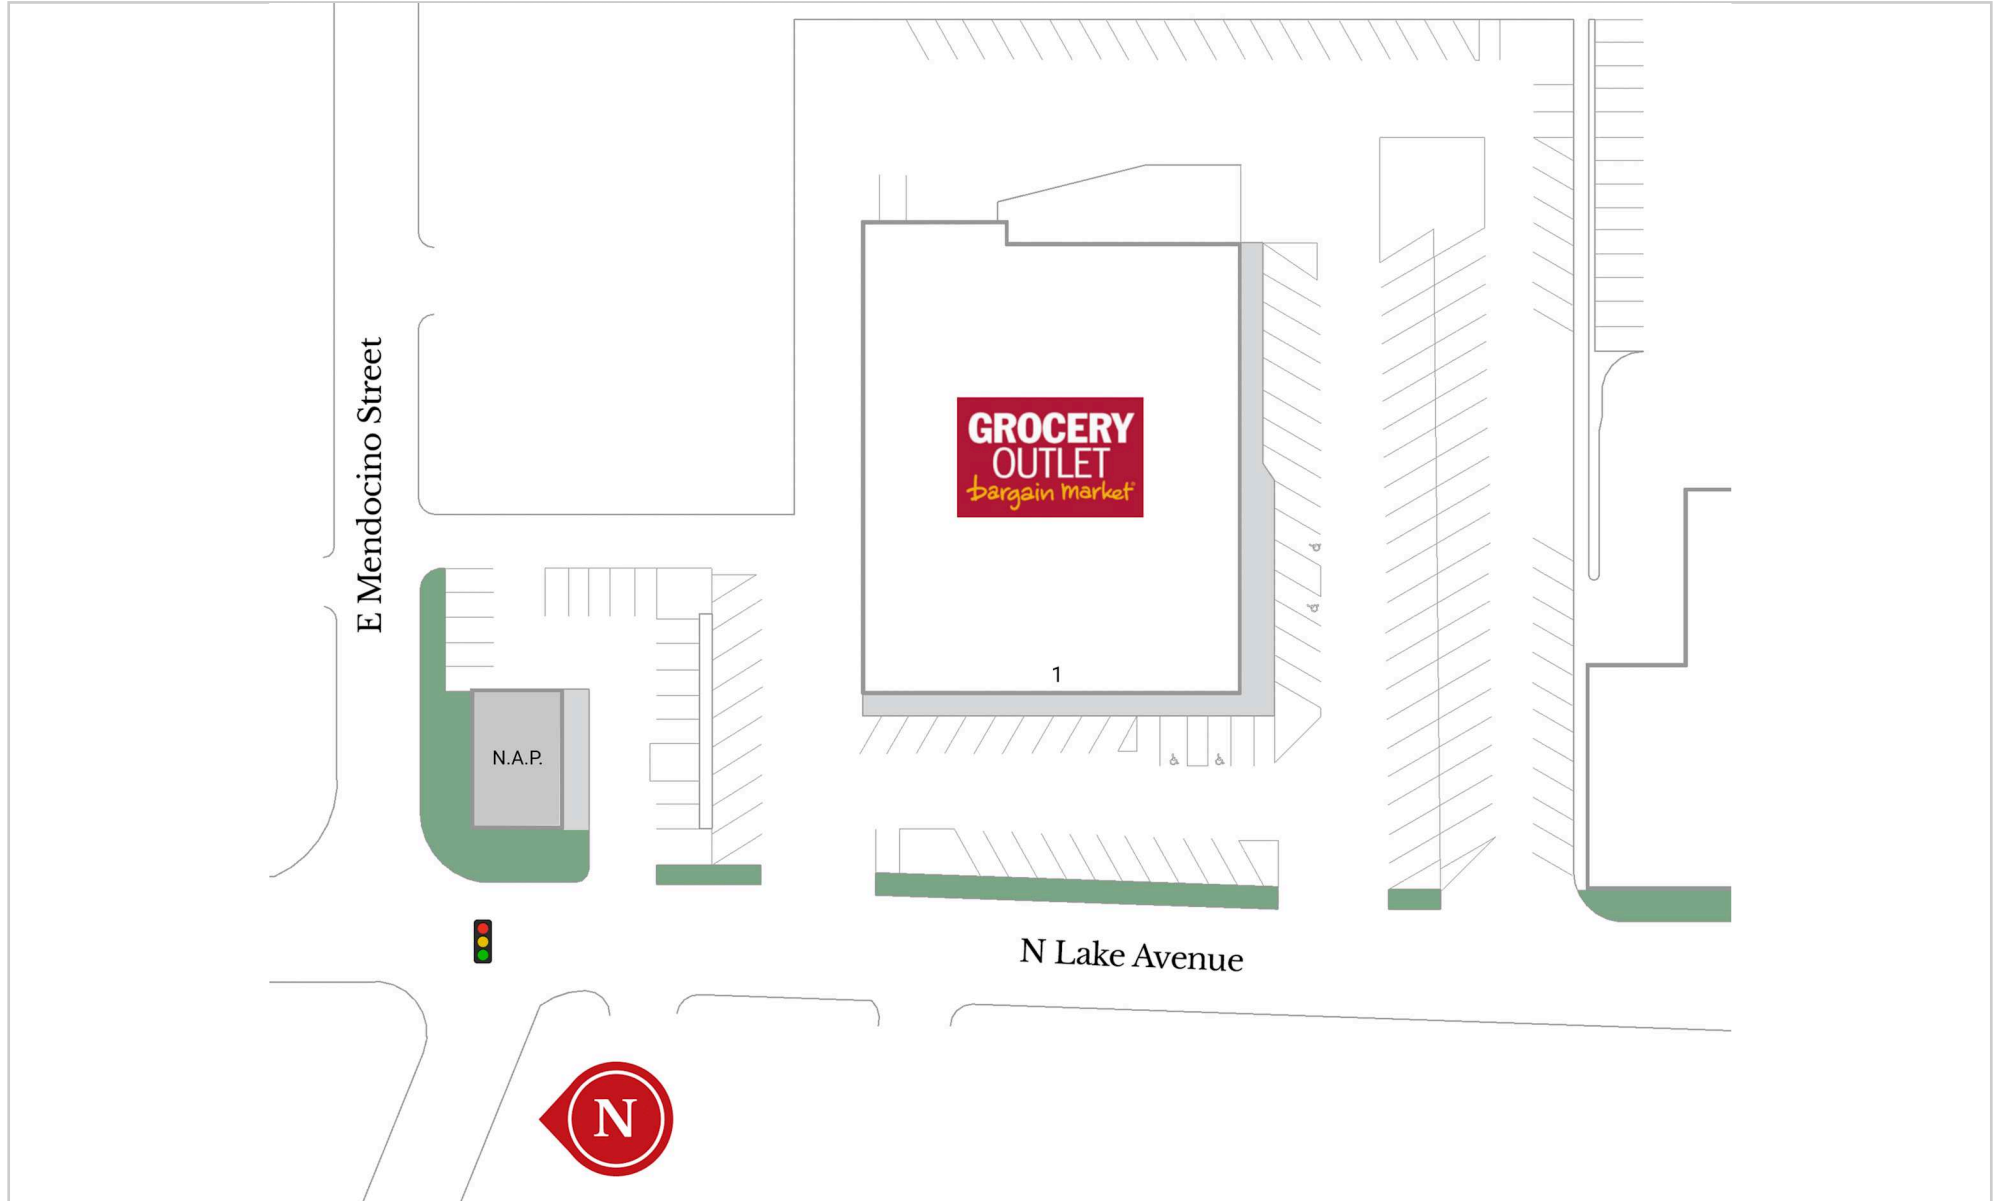 E Mendocino Street
GROCERY
OUTLET
bargain market
1
N.A.P.
N Lake Avenue
N